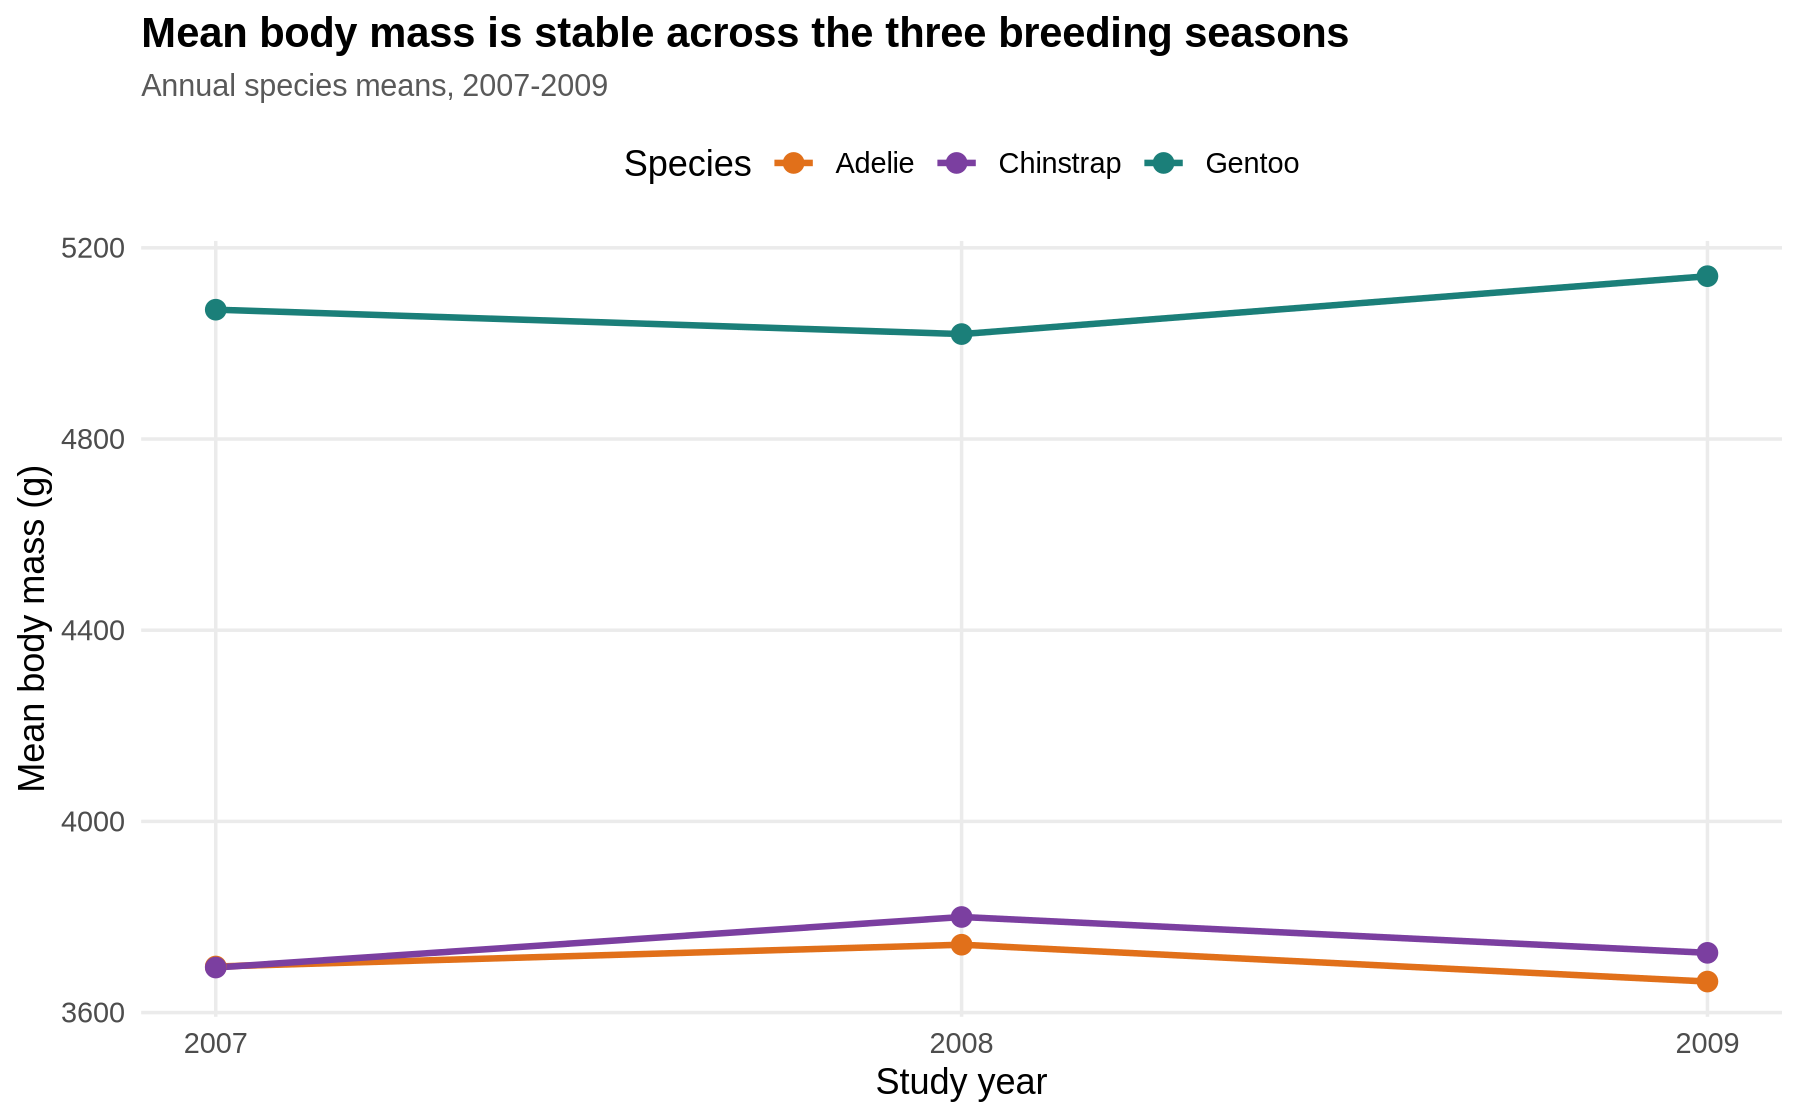 Mean body mass is stable across the three breeding seasons
Annual species means, 2007-2009
Species Adelie Chinstrap Gentoo
Mean body mass (g)
5200
4800
4400
4000
3600
2007 2008 2009
Study year